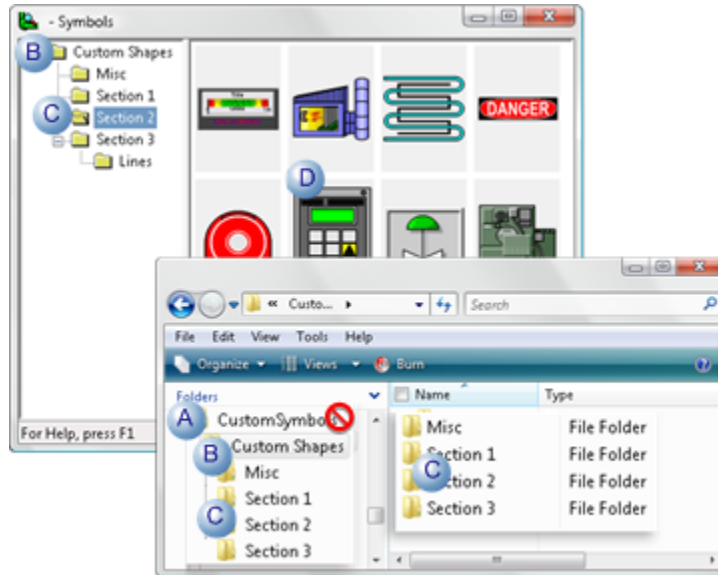 - Symbols
B Custom Shapes
Misc
Section 1
C Section 2
Section 3
Lines
DANGER
D
For Help, press F1
« Custo...
Search
File Edit View Tools Help
Organize Views Burn
Folders
Name Type
A CustomSymbols
B Custom Shapes
Misc
Section 1
C Section 2
Section 3
Misc File Folder
Section 1 File Folder
C Section 2 File Folder
Section 3 File Folder